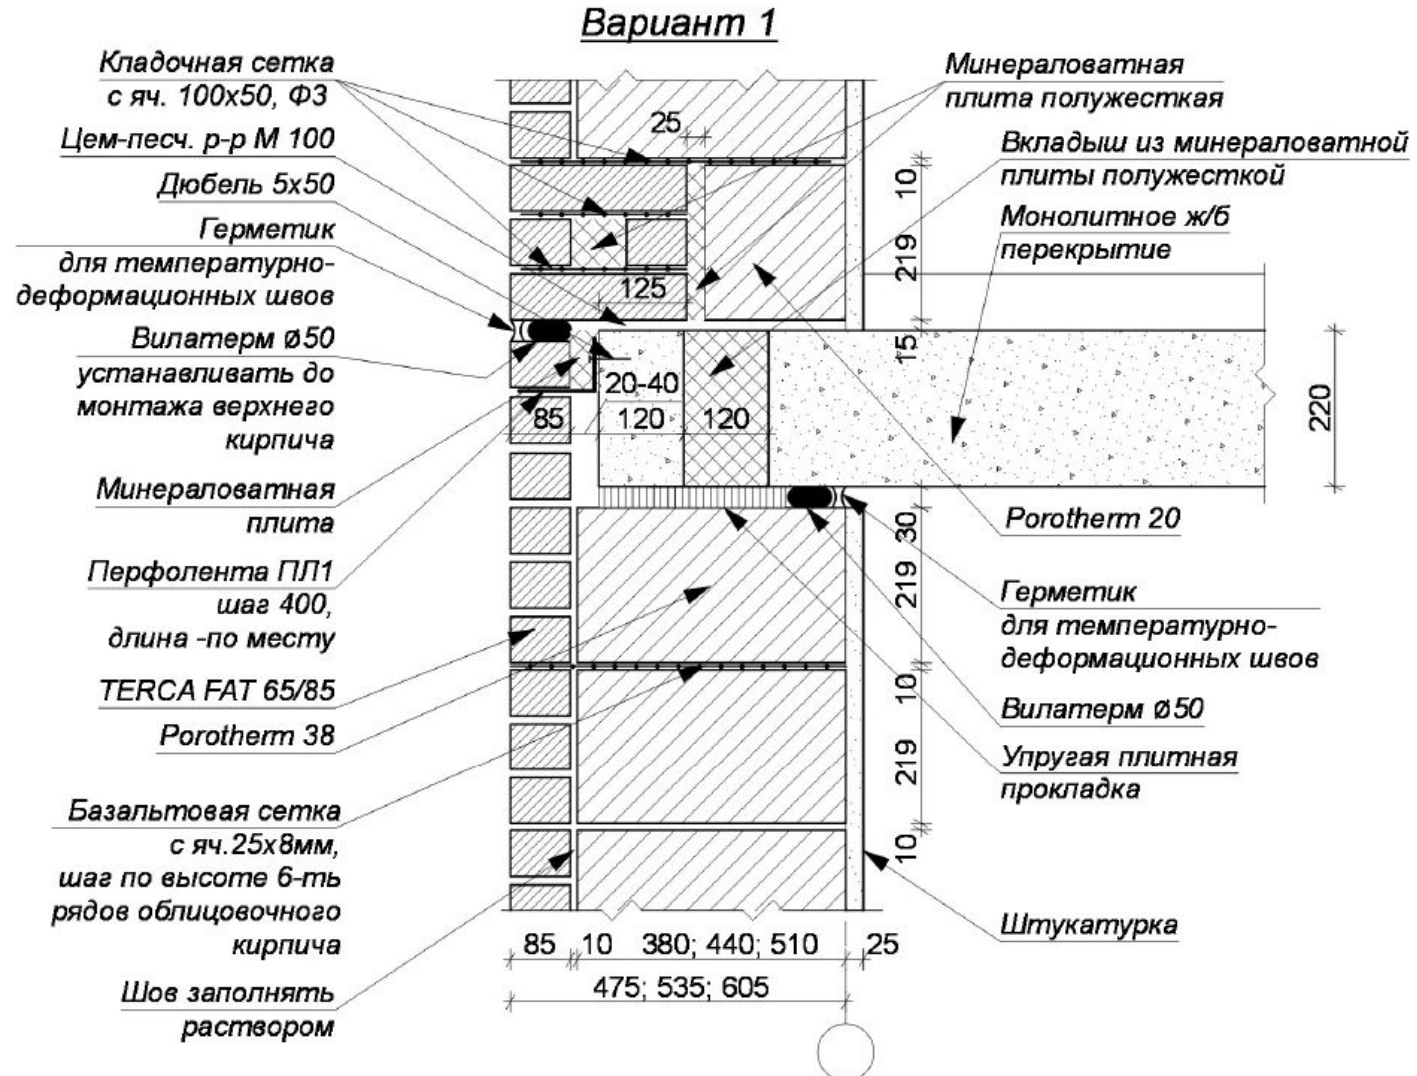 Вариант 1
Кладочная сетка
с яч. 100x50, Ф3
Цем-песч. р-р М 100
Дюбель 5x50
Герметик
для температурно-
деформационных швов
Вилатерм ø50
устанавливать до
монтажа верхнего
кирпича
Минераловатная
плита
Перфолента ПЛ1
шаг 400,
длина -по месту
TERCA FAT 65/85
Porotherm 38
Базальтовая сетка
с яч.25x8мм,
шаг по высоте 6-ть
рядов облицовочного
кирпича
Шов заполнять
раствором
25
125
20-40
85
120
120
10
219
15
220
30
219
10
219
10
Минераловатная
плита полужесткая
Вкладыш из минераловатной
плиты полужесткой
Монолитное ж/б
перекрытие
Porotherm 20
Герметик
для температурно-
деформационных швов
Вилатерм ø50
Упругая плитная
прокладка
Штукатурка
85
10
380; 440; 510
25
475; 535; 605